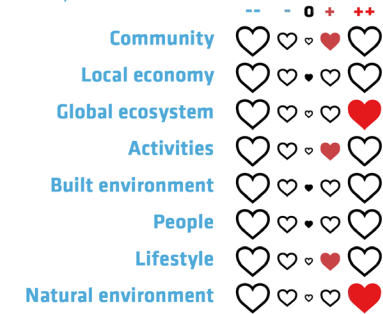 -- - 0 + ++
Community
Local economy
Global ecosystem
Activities
Built environment
People
Lifestyle
Natural environment